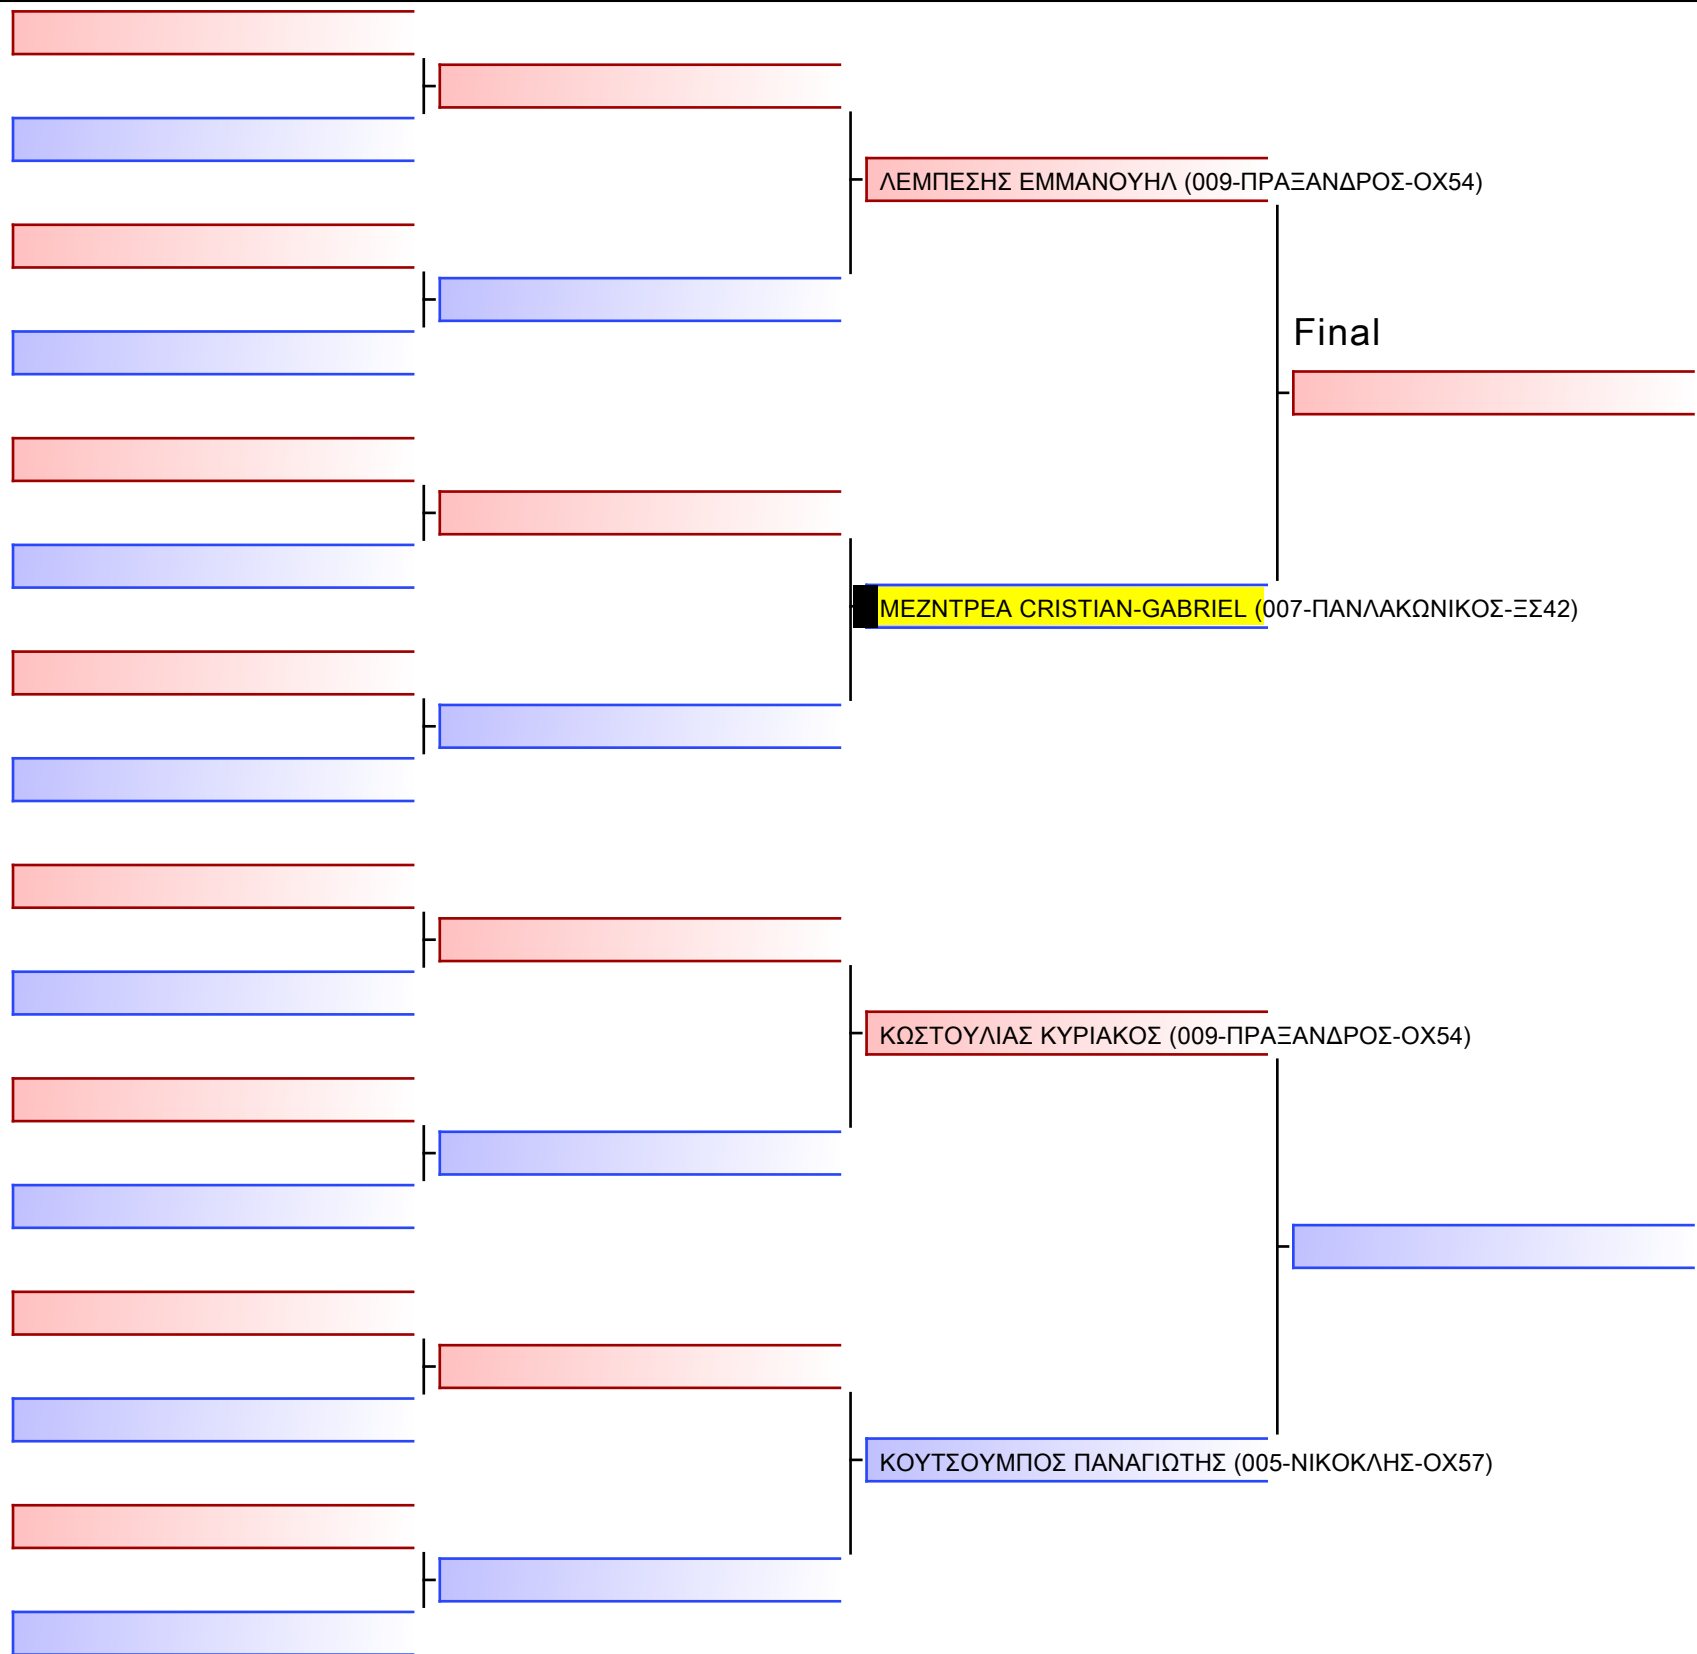 ΛΕΜΠΕΣΗΣ ΕΜΜΑΝΟΥΗΛ (009-ΠΡΑΞΑΝΔΡΟΣ-ΟΧ54)
Final
ΜΕΖΝΤΡΕΑ CRISTIAN-GABRIEL (007-ΠΑΝΛΑΚΩΝΙΚΟΣ-ΞΣ42)
ΚΩΣΤΟΥΛΙΑΣ ΚΥΡΙΑΚΟΣ (009-ΠΡΑΞΑΝΔΡΟΣ-ΟΧ54)
ΚΟΥΤΣΟΥΜΠΟΣ ΠΑΝΑΓΙΩΤΗΣ (005-ΝΙΚΟΚΛΗΣ-ΟΧ57)